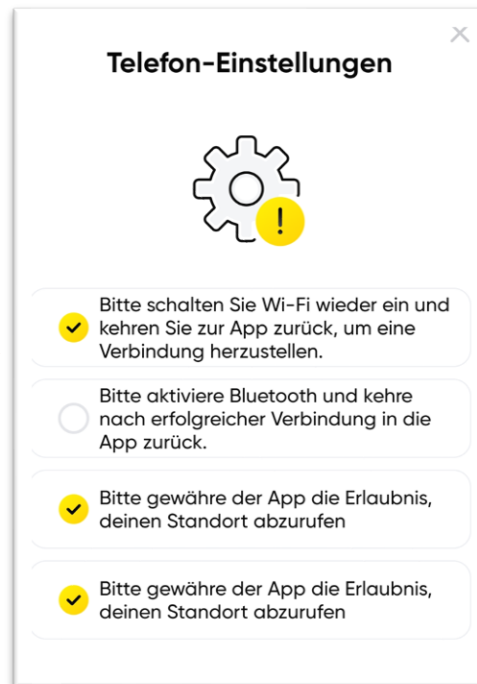 Telefon-Einstellungen
!
Bitte schalten Sie Wi-Fi wieder ein und
kehren Sie zur App zurück, um eine
Verbindung herzustellen.
Bitte aktiviere Bluetooth und kehre
nach erfolgreicher Verbindung in die
App zurück.
Bitte gewähre der App die Erlaubnis,
deinen Standort abzurufen
Bitte gewähre der App die Erlaubnis,
deinen Standort abzurufen